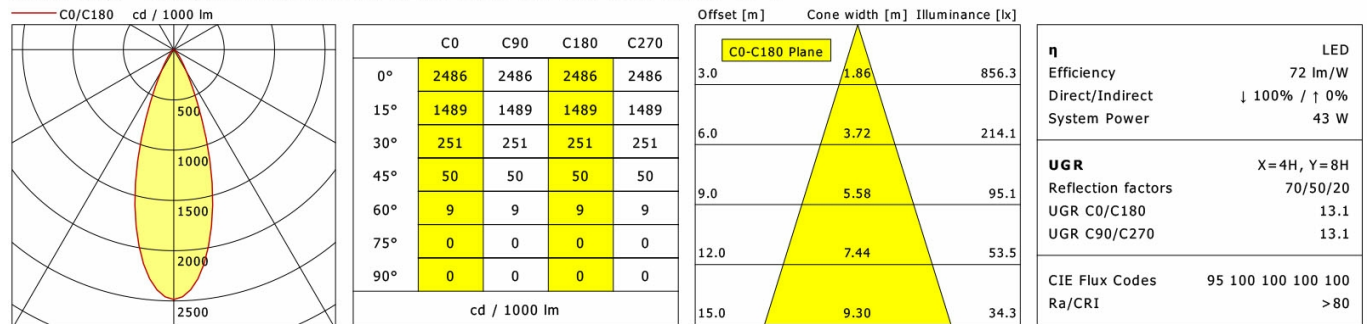 C0/C180 cd / 1000 lm
500
1000
1500
2000
2500
C0 C90 C180 C270
0° 2486 2486 2486 2486
15° 1489 1489 1489 1489
30° 251 251 251 251
45° 50 50 50 50
60° 9 9 9 9
75° 0 0 0 0
90° 0 0 0 0
cd / 1000 lm
Offset [m] Cone width [m] Illuminance [lx]
C0-C180 Plane
3.0 1.86 856.3
6.0 3.72 214.1
9.0 5.58 95.1
12.0 7.44 53.5
15.0 9.30 34.3
η LED
Efficiency 72 lm/W
Direct/Indirect ↓ 100% / ↑ 0%
System Power 43 W
UGR X=4H, Y=8H
Reflection factors 70/50/20
UGR C0/C180 13.1
UGR C90/C270 13.1
CIE Flux Codes 95 100 100 100 100
Ra/CRI >80